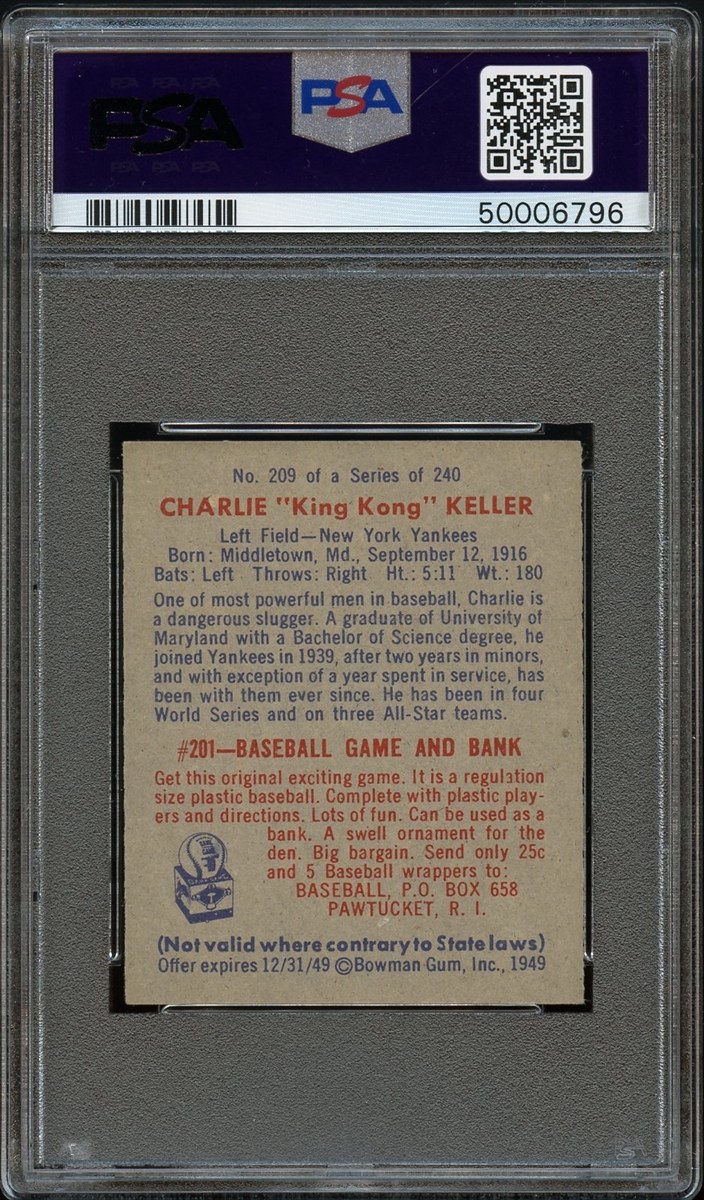 PSA PSA PSA
PSA
PSA PSA PSA
PSA
50006796
No. 209 of a Series of 240
CHARLIE "King Kong" KELLER
Left Field—New York Yankees
Born: Middletown, Md., September 12, 1916
Bats: Left Throws: Right Ht.: 5:11 Wt.: 180
One of most powerful men in baseball, Charlie is
a dangerous slugger. A graduate of University of
Maryland with a Bachelor of Science degree, he
joined Yankees in 1939, after two years in minors,
and with exception of a year spent in service, has
been with them ever since. He has been in four
World Series and on three All-Star teams.
#201—BASEBALL GAME AND BANK
Get this original exciting game. It is a regulation
size plastic baseball. Complete with plastic play-
ers and directions. Lots of fun. Can be used as a
bank. A swell ornament for the
den. Big bargain. Send only 25c
and 5 Baseball wrappers to:
BASEBALL, P.O. BOX 658
PAWTUCKET, R. I.
(Not valid where contrary to State laws)
Offer expires 12/31/49 ©Bowman Gum, Inc., 1949